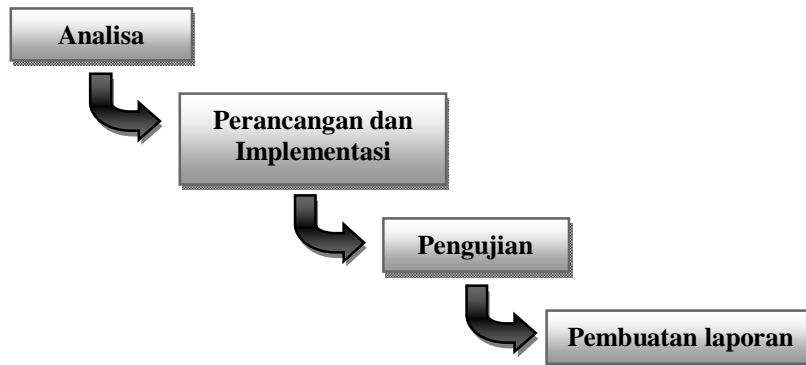 Analisa
Perancangan dan
Implementasi
Pengujian
Pembuatan laporan